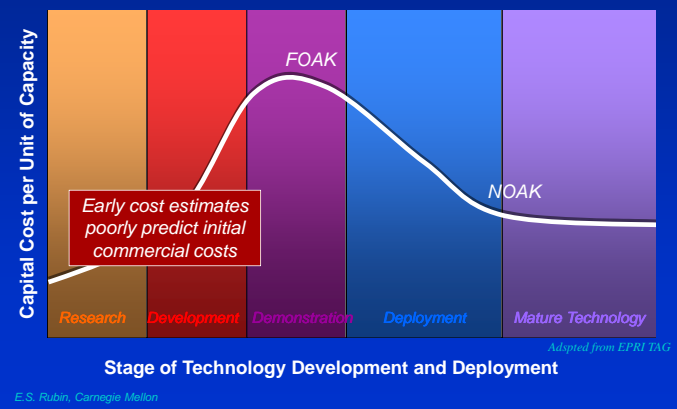 Capital Cost per Unit of Capacity
FOAK
NOAK
Early cost estimates
poorly predict initial
commercial costs
Research
Development
Demonstration
Deployment
Mature Technology
Adspted from EPRI TAG
Stage of Technology Development and Deployment
E.S. Rubin, Carnegie Mellon